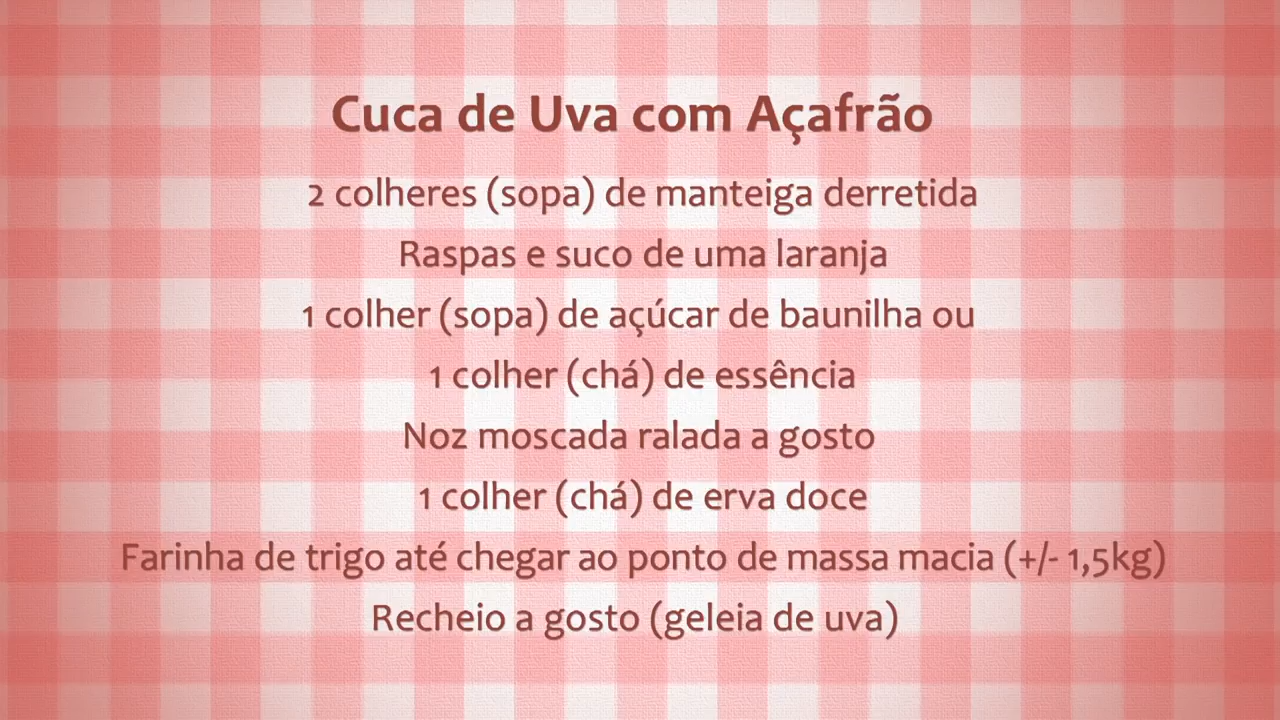 Cuca de Uva com Açafrão
2 colheres (sopa) de manteiga derretida
Raspas e suco de uma laranja
1 colher (sopa) de açúcar de baunilha ou
1 colher (chá) de essência
Noz moscada ralada a gosto
1 colher (chá) de erva doce
Farinha de trigo até chegar ao ponto de massa macia (+/- 1,5kg)
Recheio a gosto (geleia de uva)